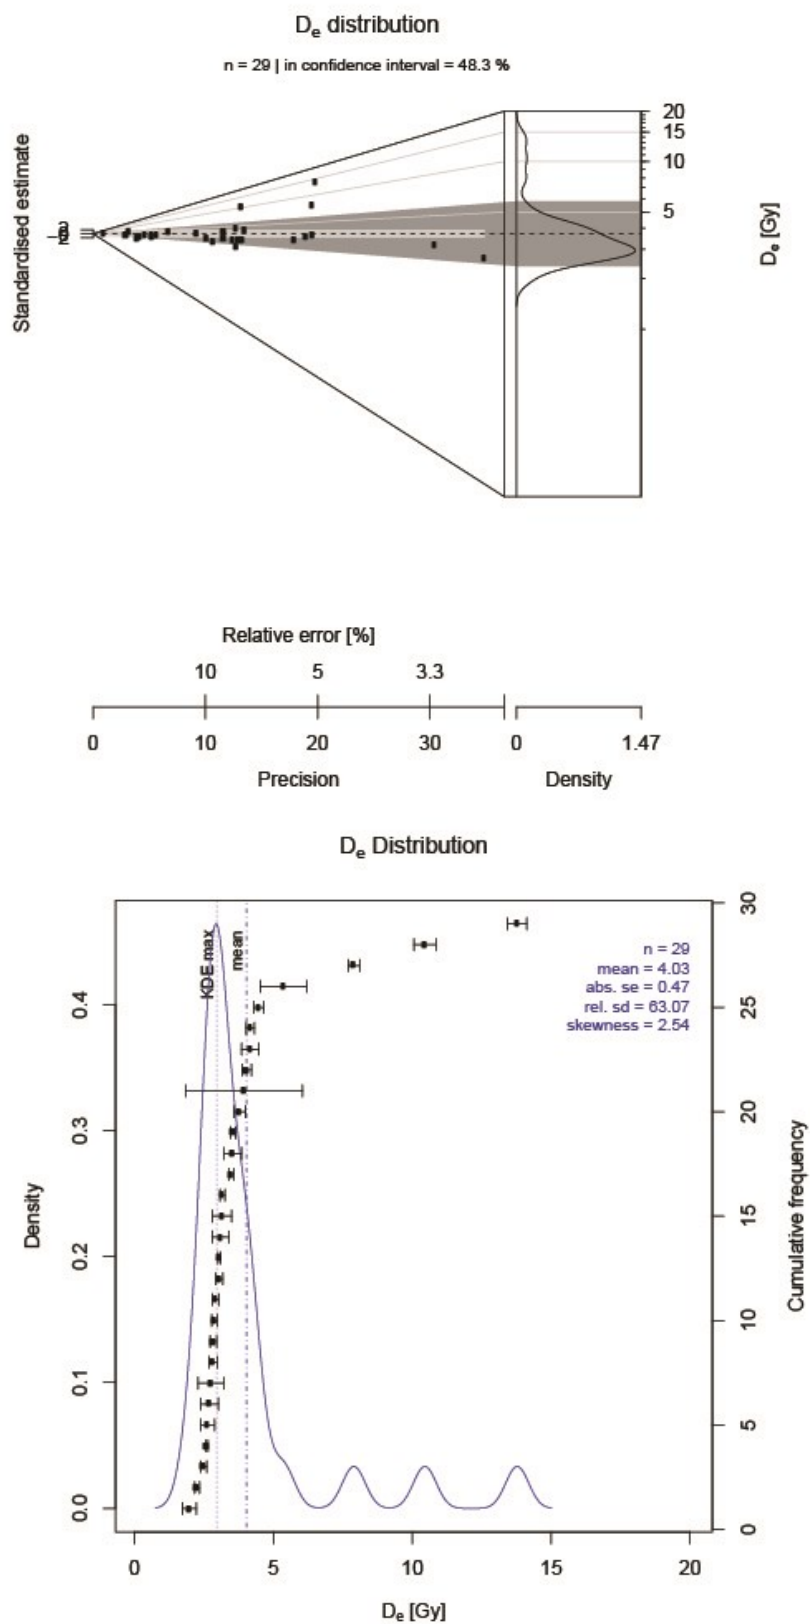 Dₑ distribution
n = 29 | in confidence interval = 48.3 %
Standardised estimate
2
−2
20
15
10
5
Dₑ [Gy]
Relative error [%]
10 5 3.3
0 10 20 30 0 1.47
Precision Density
Dₑ Distribution
KDE max
mean
n = 29
mean = 4.03
abs. se = 0.47
rel. sd = 63.07
skewness = 2.54
Density
0.0 0.1 0.2 0.3 0.4
Cumulative frequency
0 5 10 15 20 25 30
0 5 10 15 20
Dₑ [Gy]